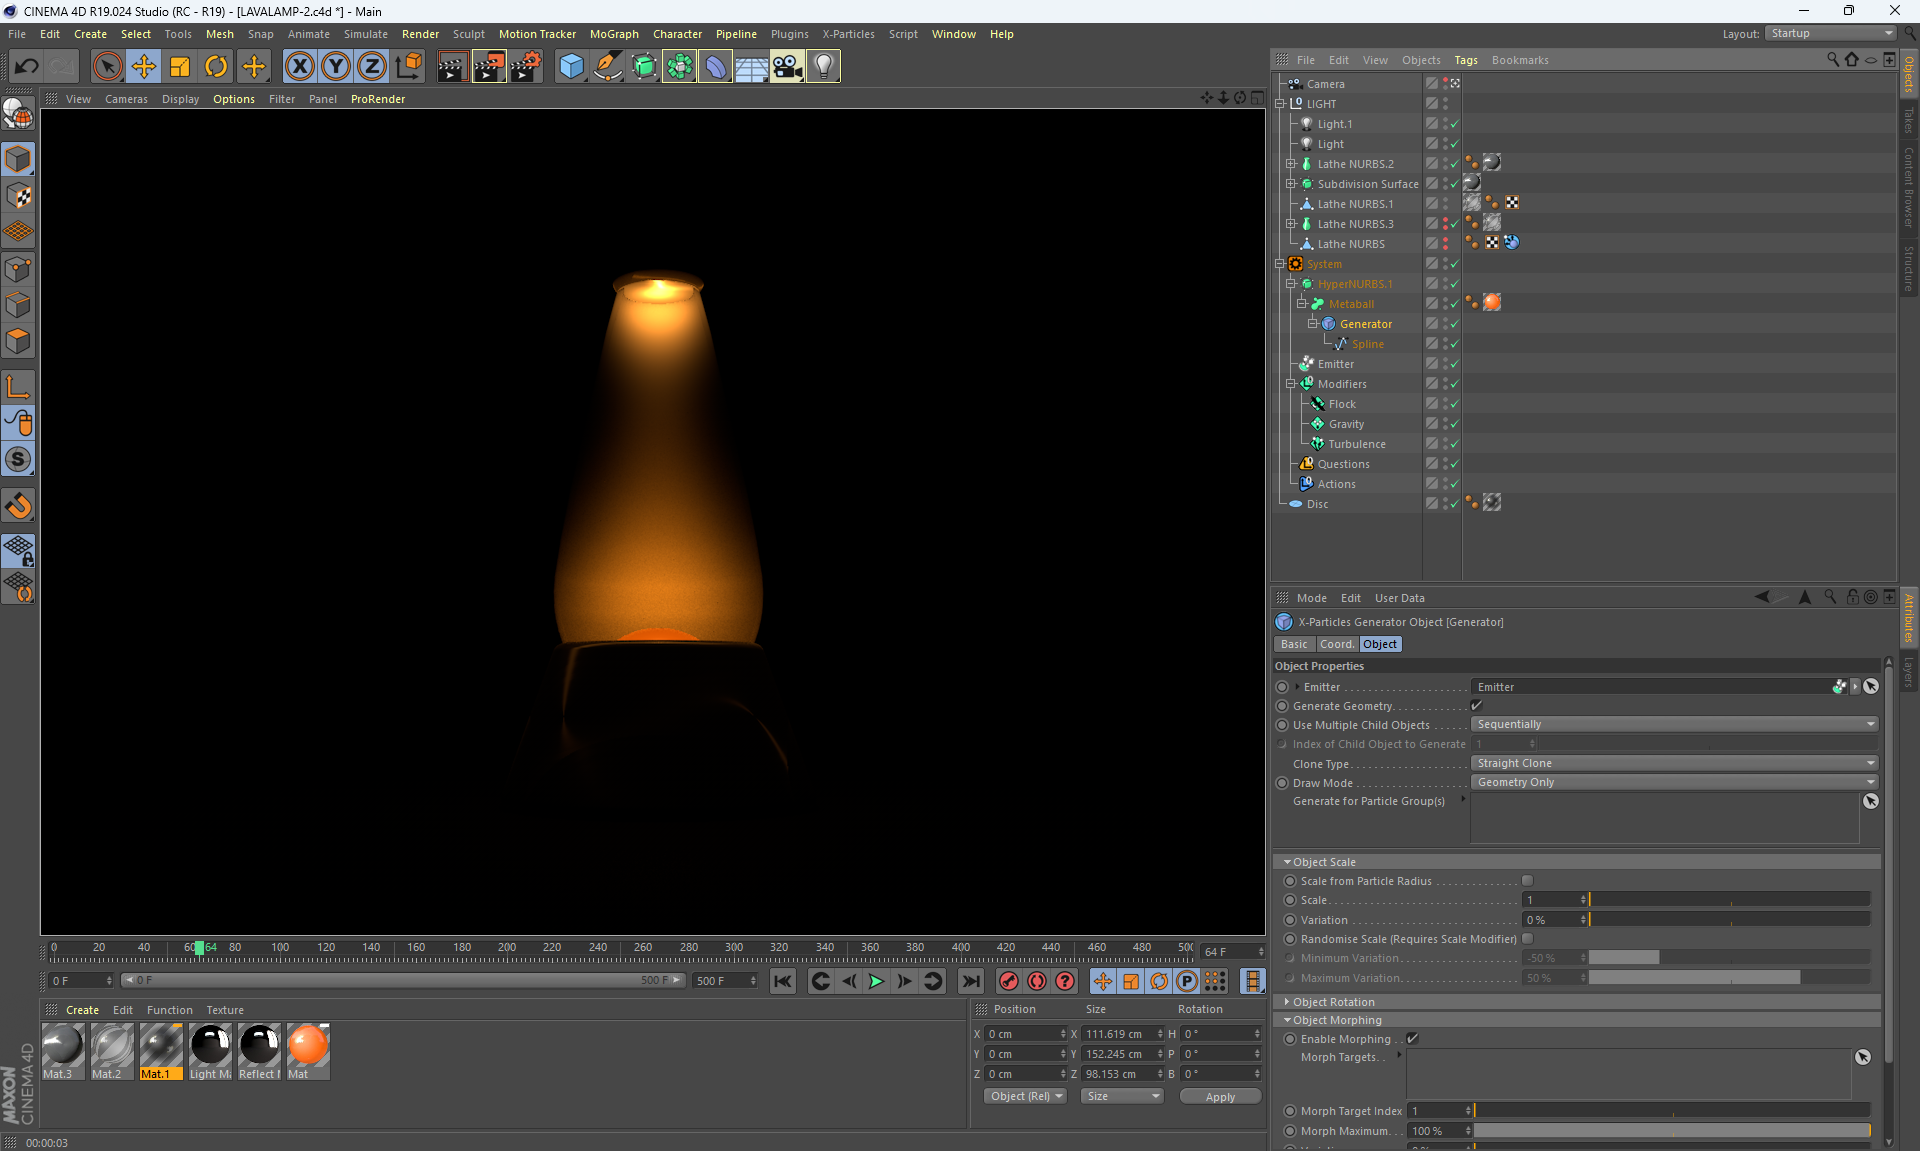 CINEMA 4D R19.024 Studio (RC - R19) - [LAVALAMP-2.c4d *] - Main
File Edit Create Select Tools Mesh Snap Animate Simulate Render Sculpt Motion Tracker MoGraph Character Pipeline Plugins X-Particles Script Window Help
Layout: Startup
View Cameras Display Options Filter Panel ProRender
File Edit View Objects Tags Bookmarks
Camera
LIGHT
Light.1
Light
Lathe NURBS.2
Subdivision Surface
Lathe NURBS.1
Lathe NURBS.3
Lathe NURBS
System
HyperNURBS.1
Metaball
Generator
Spline
Emitter
Modifiers
Flock
Gravity
Turbulence
Questions
Actions
Disc
Objects
Takes
Content Browser
Structure
Mode Edit User Data
X-Particles Generator Object [Generator]
Basic Coord. Object
Object Properties
Emitter Emitter
Generate Geometry
Use Multiple Child Objects Sequentially
Index of Child Object to Generate 1
Clone Type Straight Clone
Draw Mode Geometry Only
Generate for Particle Group(s)
Object Scale
Scale from Particle Radius
Scale 1
Variation 0 %
Randomise Scale (Requires Scale Modifier)
Minimum Variation -50 %
Maximum Variation 50 %
Object Rotation
Object Morphing
Enable Morphing
Morph Targets
Morph Target Index 1
Morph Maximum 100 %
Attributes
Layers
0 20 40 60 64 80 100 120 140 160 180 200 220 240 260 280 300 320 340 360 380 400 420 440 460 480 500
64 F
0 F 0 F 500 F 500 F
Create Edit Function Texture
Mat.3 Mat.2 Mat.1 Light Reflect Mat
Position Size Rotation
X 0 cm X 111.619 cm H 0 °
Y 0 cm Y 152.245 cm P 0 °
Z 0 cm Z 98.153 cm B 0 °
Object (Rel) Size Apply
MAXON
CINEMA 4D
00:00:03